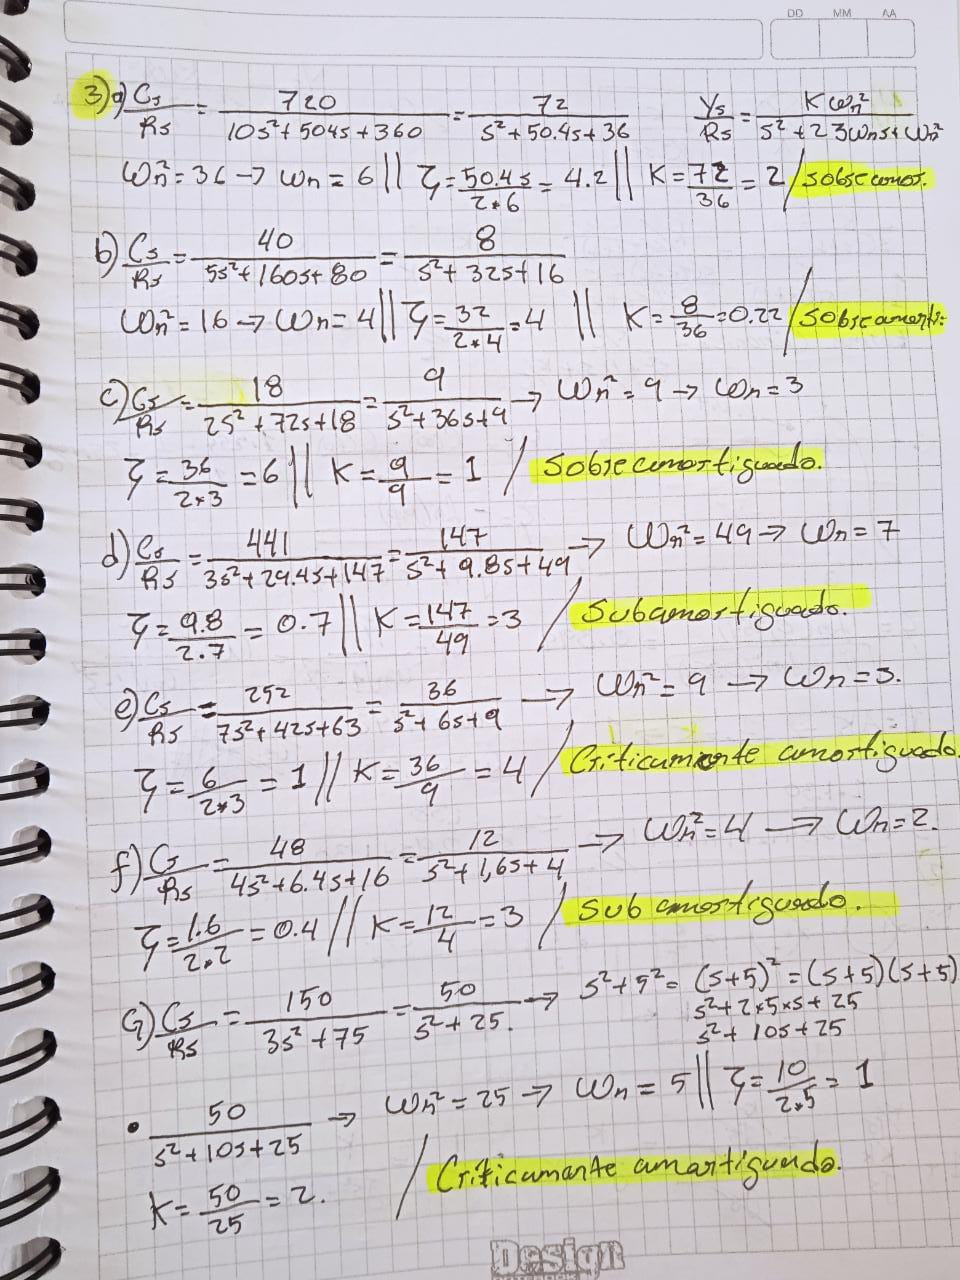 DD MM AA
3) a) Cs/Rs = 720/(10s²+504s+360) = 72/(s²+50.4s+36) Ys/Rs = Kωn²/(s²+2ζωns+ωn²)
ωn²=36→ωn=6 || ζ=50.4s/(2*6)=4.2 || K=72/36=2 / Sobreamor.
b) Cs/Rs = 40/(5s²+160s+80) = 8/(s²+32s+16)
ωn²=16→ωn=4 || ζ=32/(2*4)=4 || K=8/36=0.22 / Sobreamorti:
c) Cs/Rs = 18/(2s²+72s+18) = 9/(s²+36s+9) → ωn²=9→ωn=3
ζ=36/(2*3)=6 || K=9/9=1 / Sobreamortiguado.
d) Cs/Rs = 441/(3s²+29.4s+147) = 147/(s²+9.8s+49) → ωn²=49→ωn=7
ζ=9.8/2.7=0.7 || K=147/49=3 / Subamortiguado.
e) Cs/Rs = 252/(7s²+42s+63) = 36/(s²+6s+9) → ωn²=9→ωn=3.
ζ=6/(2*3)=1 || K=36/9=4 / Criticamente amortiguado.
f) Cs/Rs = 48/(4s²+6.4s+16) = 12/(s²+1,6s+4) → ωn²=4→ωn=2.
ζ=1.6/(2*2)=0.4 || K=12/4=3 / Sub amortiguado.
G) Cs/Rs = 150/(3s²+75) = 50/(s²+25.) → s²+5²=(s+5)²=(s+5)(s+5)
s²+2*5*s+25
s²+10s+25
• 50/(s²+10s+25) → ωn²=25→ωn=5 || ζ=10/(2*5)=1
K=50/25=2. / Criticamante amartiguado.
Design